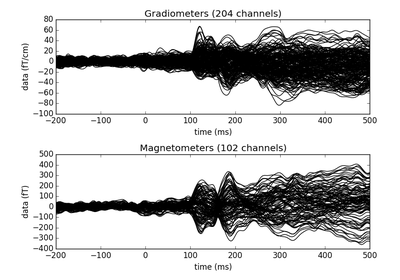 Gradiometers (204 channels)
80
60
40
20
0
−20
−40
−60
−80
−100
data (fT/cm)
−200 −100 0 100 200 300 400 500
time (ms)
Magnetometers (102 channels)
500
400
300
200
100
0
−100
−200
−300
−400
data (fT)
−200 −100 0 100 200 300 400 500
time (ms)